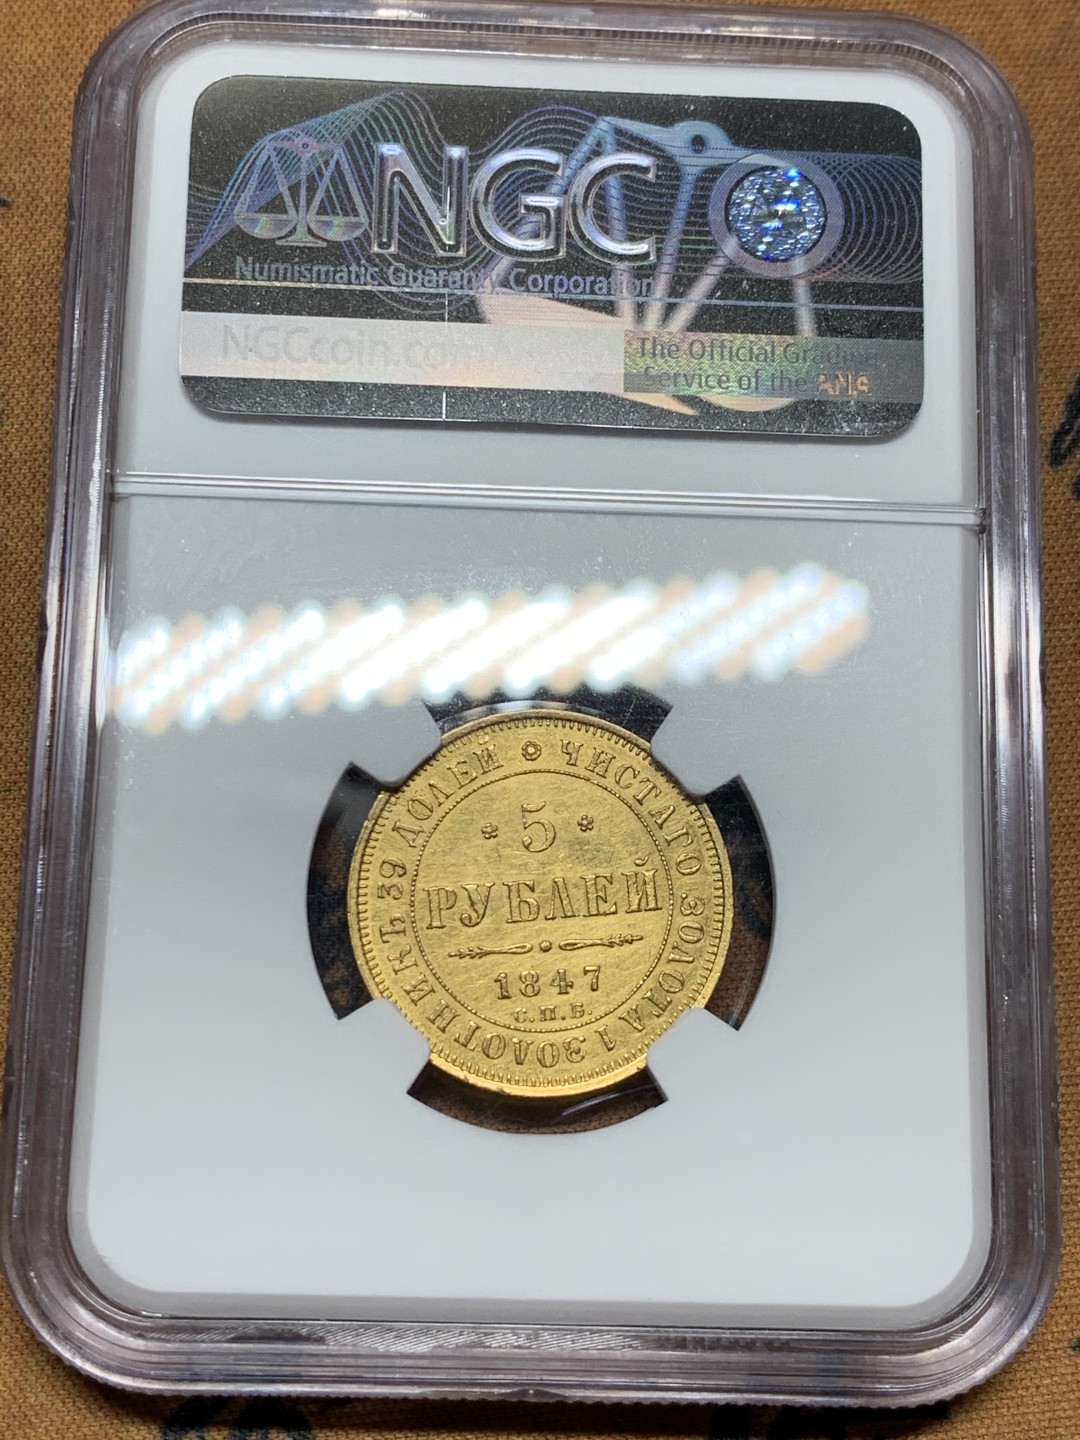 NGC
Numismatic Guaranty Corporation
NGCcoin.com
The Official Grading
Service of the ANA
ЧИСТАГО ЗОЛОТА 1 ЗОЛОТНИКЪ 39 ДОЛЕЙ
5
РУБЛЕЙ
1847
С.П.Б.